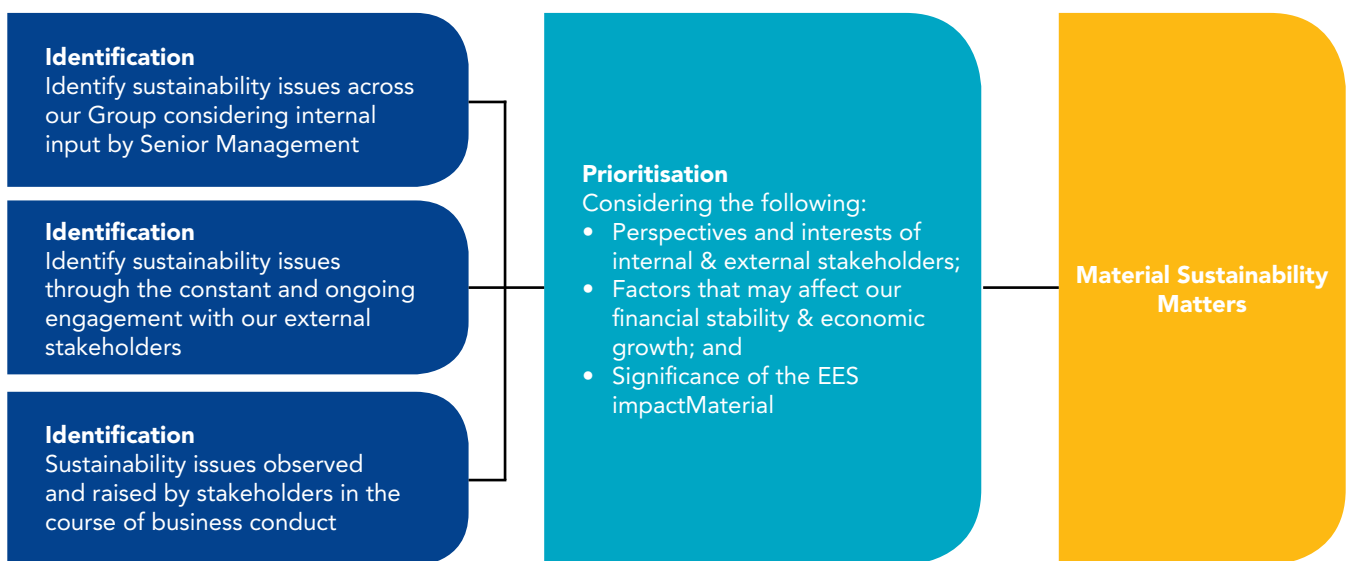 Identification
Identify sustainability issues across
our Group considering internal
input by Senior Management
Identification
Identify sustainability issues
through the constant and ongoing
engagement with our external
stakeholders
Identification
Sustainability issues observed
and raised by stakeholders in the
course of business conduct
Prioritisation
Considering the following:
• Perspectives and interests of
internal & external stakeholders;
• Factors that may affect our
financial stability & economic
growth; and
• Significance of the EES
impactMaterial
Material Sustainability
Matters